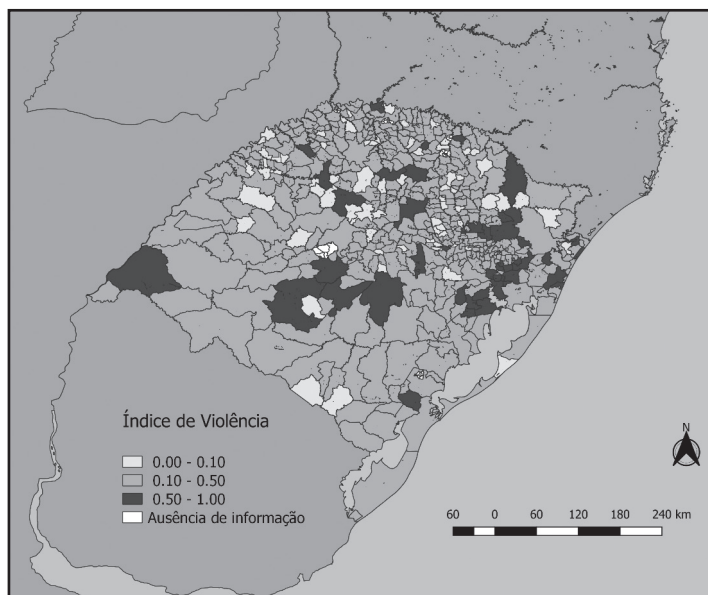 Índice de Violência
0.00 - 0.10
0.10 - 0.50
0.50 - 1.00
Ausência de informação
N
60 0 60 120 180 240 km